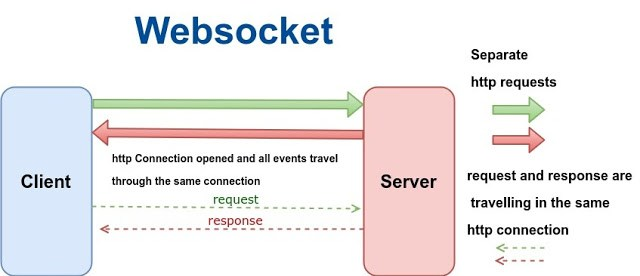 Websocket
Separate
http requests
Client
Server
http Connection opened and all events travel
through the same connection
request
response
request and response are
travelling in the same
http connection